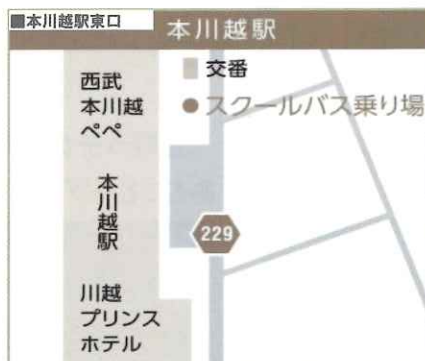 ■本川越駅東口
本川越駅
交番
西武
本川越
ペペ
●スクールバス乗り場
本川越駅
229
川越
プリンス
ホテル